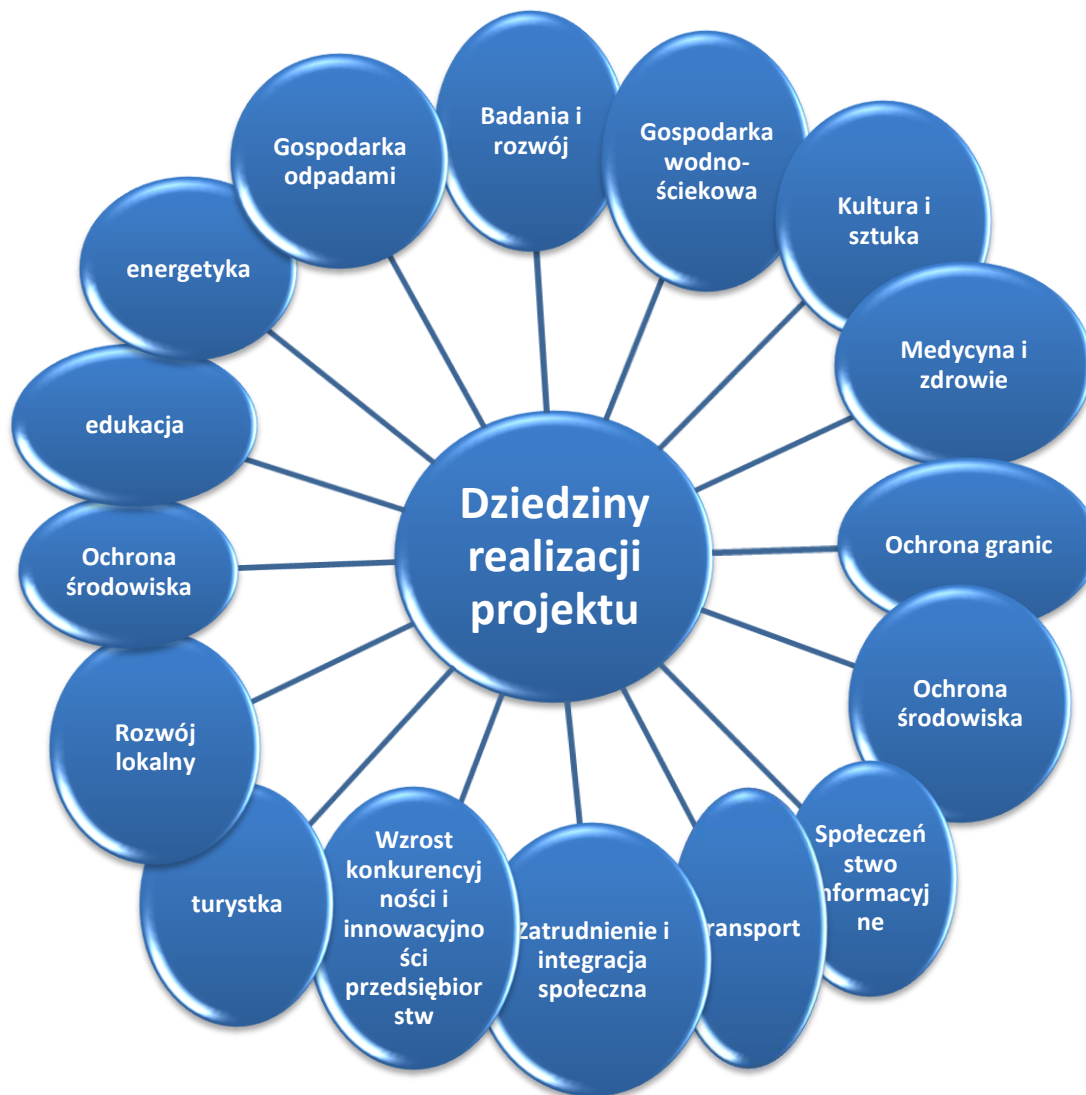 Badania i
rozwój
Gospodarka
wodno-
ściekowa
Kultura i
sztuka
Medycyna i
zdrowie
Ochrona granic
Ochrona
środowiska
Społeczeń
stwo
informacyj
ne
transport
Zatrudnienie i
integracja
społeczna
Wzrost
konkurencyj
ności i
innowacyjno
ści
przedsiębior
stw
turystka
Rozwój
lokalny
Ochrona
środowiska
edukacja
energetyka
Gospodarka
odpadami
Dziedziny
realizacji
projektu